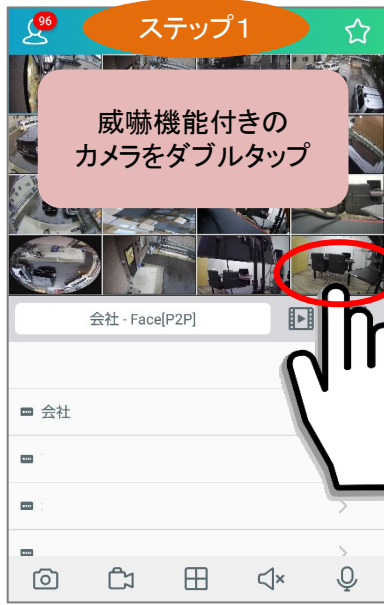 96
ステップ1
威嚇機能付きの
カメラをダブルタップ
会社 - Face[P2P]
会社